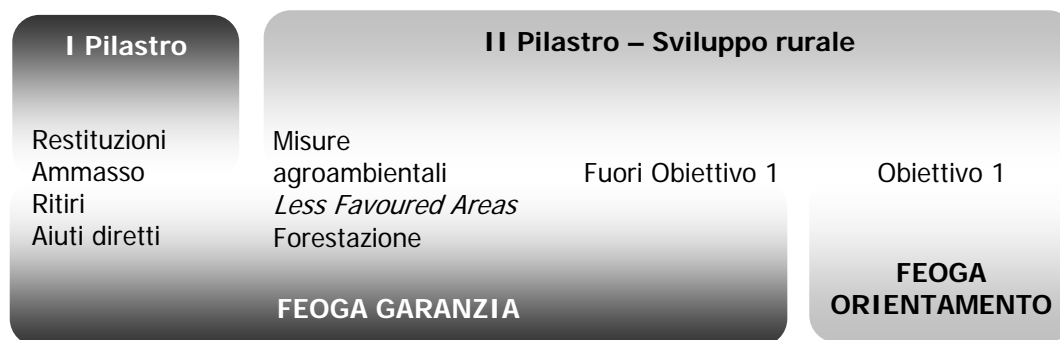 I Pilastro
II Pilastro – Sviluppo rurale
Restituzioni
Ammasso
Ritiri
Aiuti diretti
Misure
agroambientali
Less Favoured Areas
Forestazione
Fuori Obiettivo 1
Obiettivo 1
FEOGA GARANZIA
FEOGA
ORIENTAMENTO